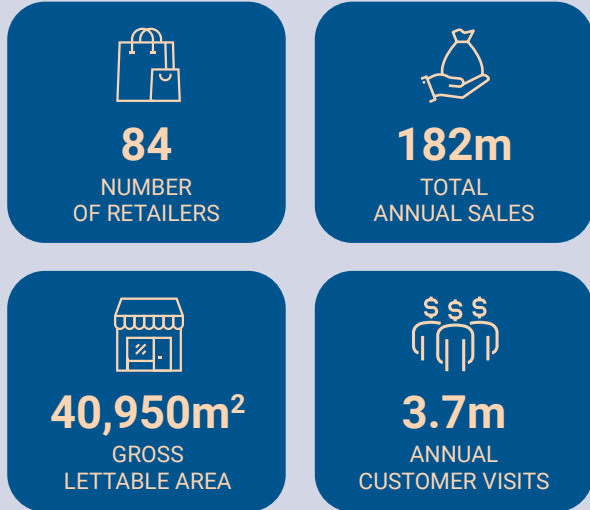 84
NUMBER
OF RETAILERS
182m
TOTAL
ANNUAL SALES
40,950m²
GROSS
LETTABLE AREA
$ $ $
3.7m
ANNUAL
CUSTOMER VISITS